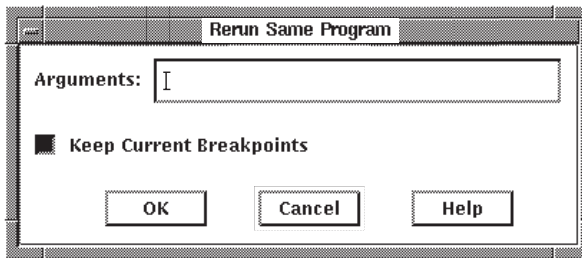 Rerun Same Program
Arguments:
Keep Current Breakpoints
OK Cancel Help